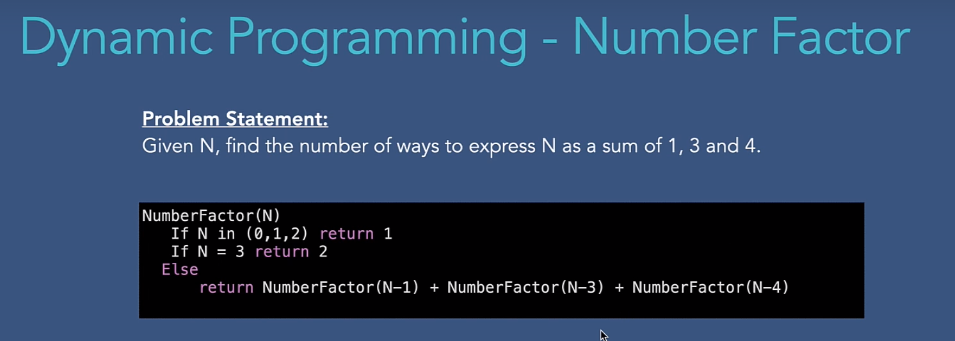 Dynamic Programming - Number Factor
Problem Statement:
Given N, find the number of ways to express N as a sum of 1, 3 and 4.
NumberFactor(N)
If N in (0,1,2) return 1
If N = 3 return 2
Else
return NumberFactor(N-1) + NumberFactor(N-3) + NumberFactor(N-4)